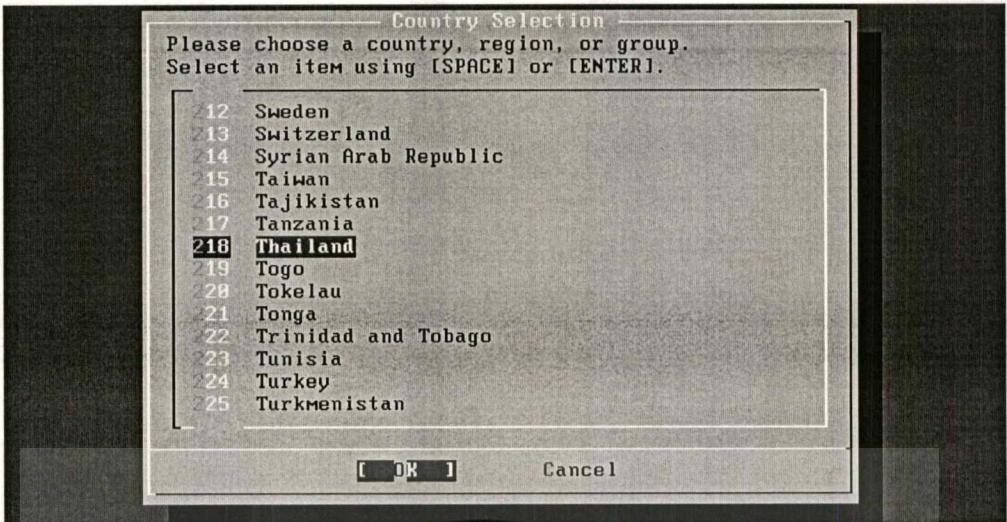 Country Selection
Please choose a country, region, or group.
Select an item using [SPACE] or [ENTER].
212 Sweden
213 Switzerland
214 Syrian Arab Republic
215 Taiwan
216 Tajikistan
217 Tanzania
218 Thailand
219 Togo
220 Tokelau
221 Tonga
222 Trinidad and Tobago
223 Tunisia
224 Turkey
225 Turkmenistan
[ OK ] Cancel